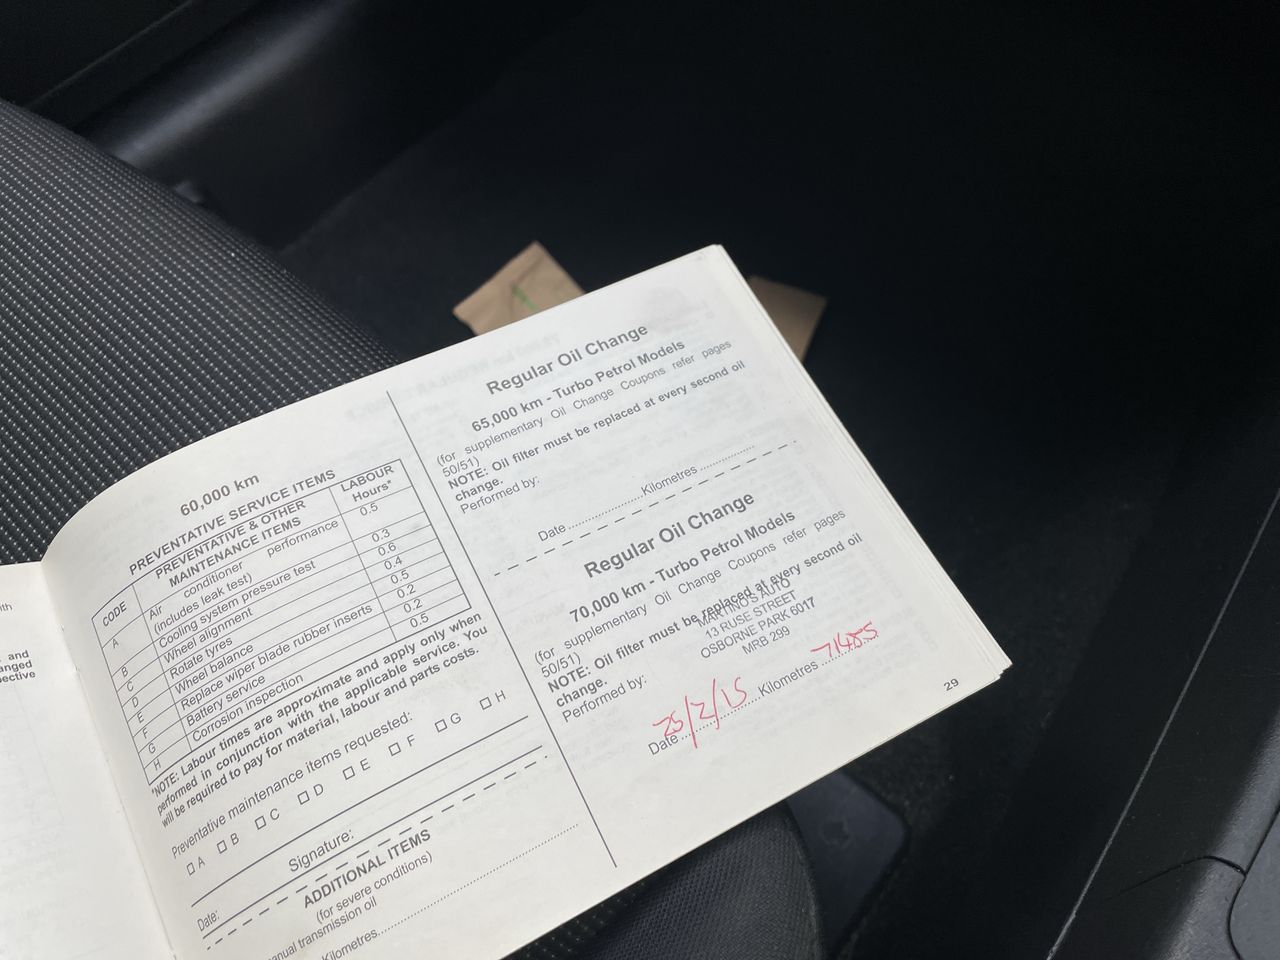 lth
and
anged
pective
60,000 km
PREVENTATIVE SERVICE ITEMS
CODE
PREVENTATIVE & OTHER
MAINTENANCE ITEMS
LABOUR
Hours*
A
Air conditioner performance
(includes leak test)
0.5
B
Cooling system pressure test
0.3
C
Wheel alignment
0.6
D
Rotate tyres
0.4
E
Wheel balance
0.5
F
Replace wiper blade rubber inserts
0.2
G
Battery service
0.2
H
Corrosion inspection
0.5
*NOTE: Labour times are approximate and apply only when
performed in conjunction with the applicable service. You
will be required to pay for material, labour and parts costs.
Preventative maintenance items requested:
☐ A ☐ B ☐ C ☐ D ☐ E ☐ F ☐ G ☐ H
Signature:
Date:
ADDITIONAL ITEMS
(for severe conditions)
anual transmission oil
Kilometres
Regular Oil Change
65,000 km - Turbo Petrol Models
(for supplementary Oil Change Coupons refer pages
50/51)
NOTE: Oil filter must be replaced at every second oil
change.
Performed by:
Date ....................Kilometres ...............
Regular Oil Change
70,000 km - Turbo Petrol Models
(for supplementary Oil Change Coupons refer pages
50/51)
NOTE: Oil filter must be replaced at every second oil
change.
Performed by:
MARTINO'S AUTO
13 RUSE STREET
OSBORNE PARK 6017
MRB 299
Date 25/2/15 Kilometres
29